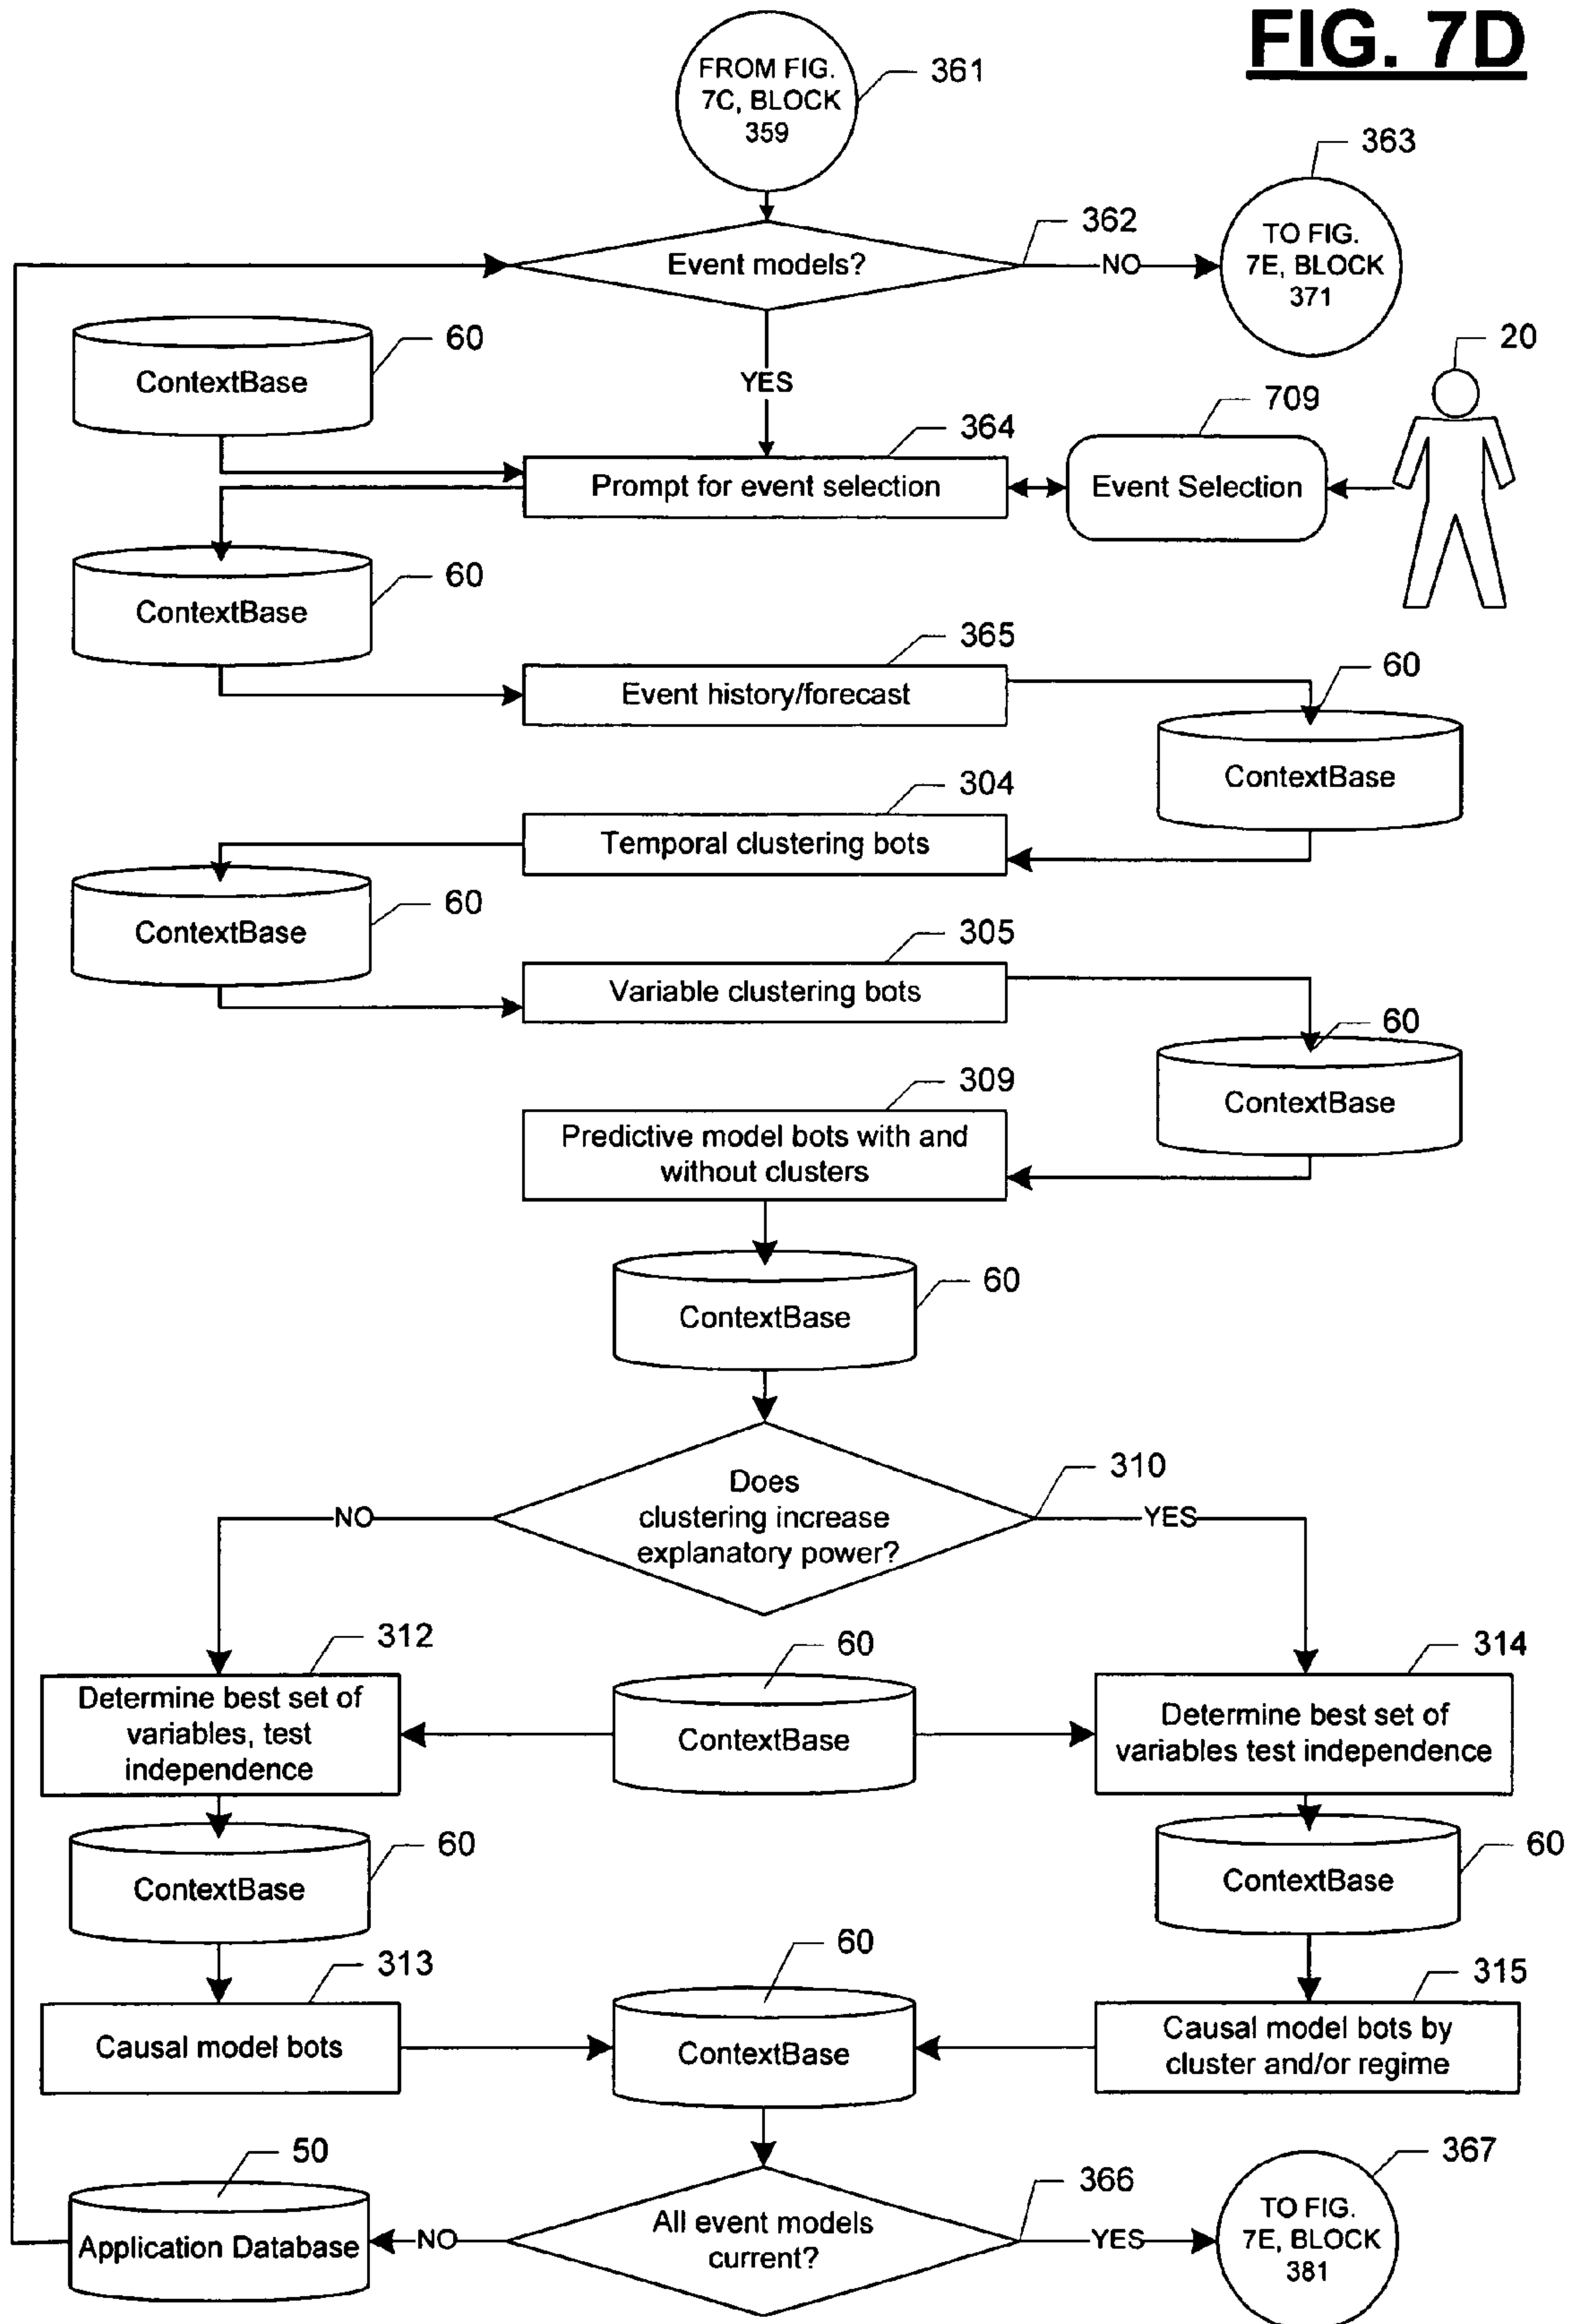 FIG. 7D
FROM FIG.
7C, BLOCK
359
361
363
362
TO FIG.
7E, BLOCK
371
Event models?
NO
60
ContextBase
YES
20
709
364
Prompt for event selection
Event Selection
60
ContextBase
365
Event history/forecast
60
ContextBase
304
Temporal clustering bots
60
ContextBase
305
Variable clustering bots
60
ContextBase
309
Predictive model bots with and
without clusters
60
ContextBase
310
Does
clustering increase
explanatory power?
NO
YES
312
Determine best set of
variables, test
independence
60
ContextBase
314
Determine best set of
variables test independence
60
ContextBase
60
ContextBase
313
Causal model bots
60
ContextBase
315
Causal model bots by
cluster and/or regime
50
Application Database
NO
366
All event models
current?
YES
367
TO FIG.
7E, BLOCK
381